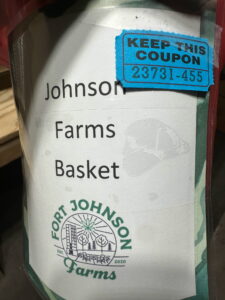 KEEP THIS
COUPON
23731-455
Johnson
Farms
Basket
FORT JOHNSON
Farms